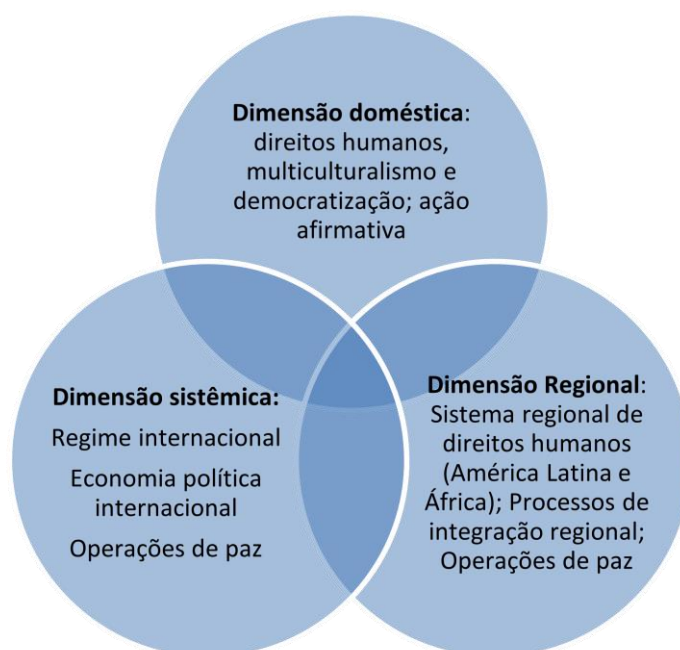 Dimensão doméstica:
direitos humanos,
multiculturalismo e
democratização; ação
afirmativa
Dimensão sistêmica:
Regime internacional
Economia política
internacional
Operações de paz
Dimensão Regional:
Sistema regional de
direitos humanos
(América Latina e
África); Processos de
integração regional;
Operações de paz